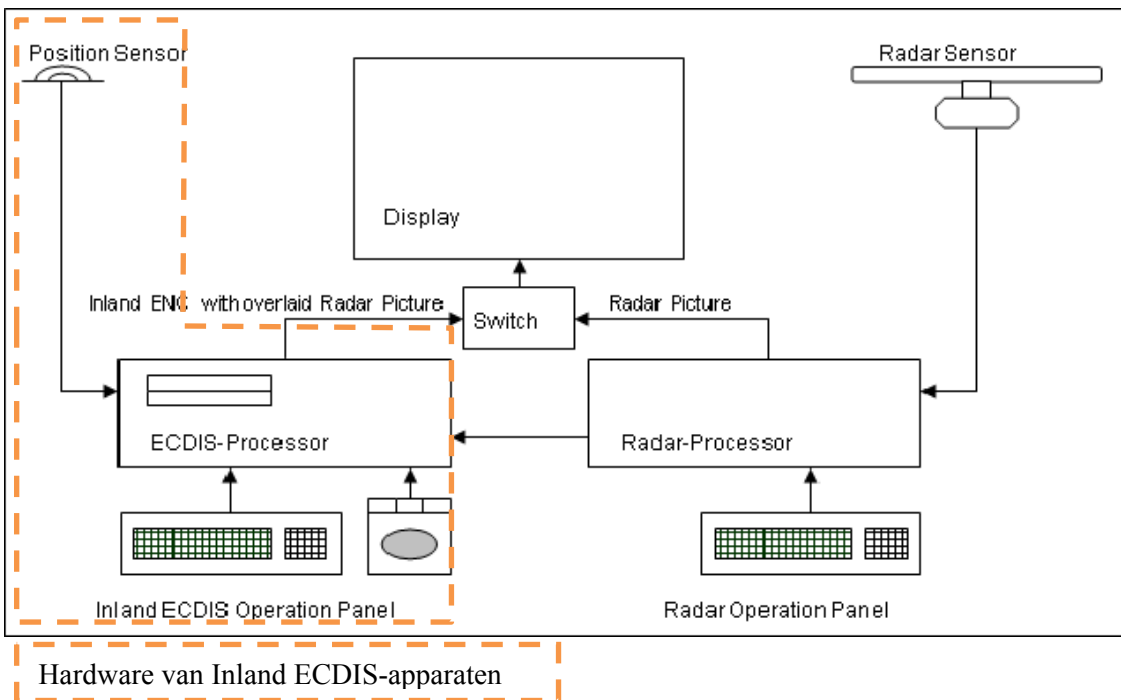 Position Sensor
Radar Sensor
Display
Inland ENC with overlaid Radar Picture
Switch
Radar Picture
ECDIS-Processor
Radar-Processor
Inland ECDIS Operation Panel
Radar Operation Panel
Hardware van Inland ECDIS-apparaten